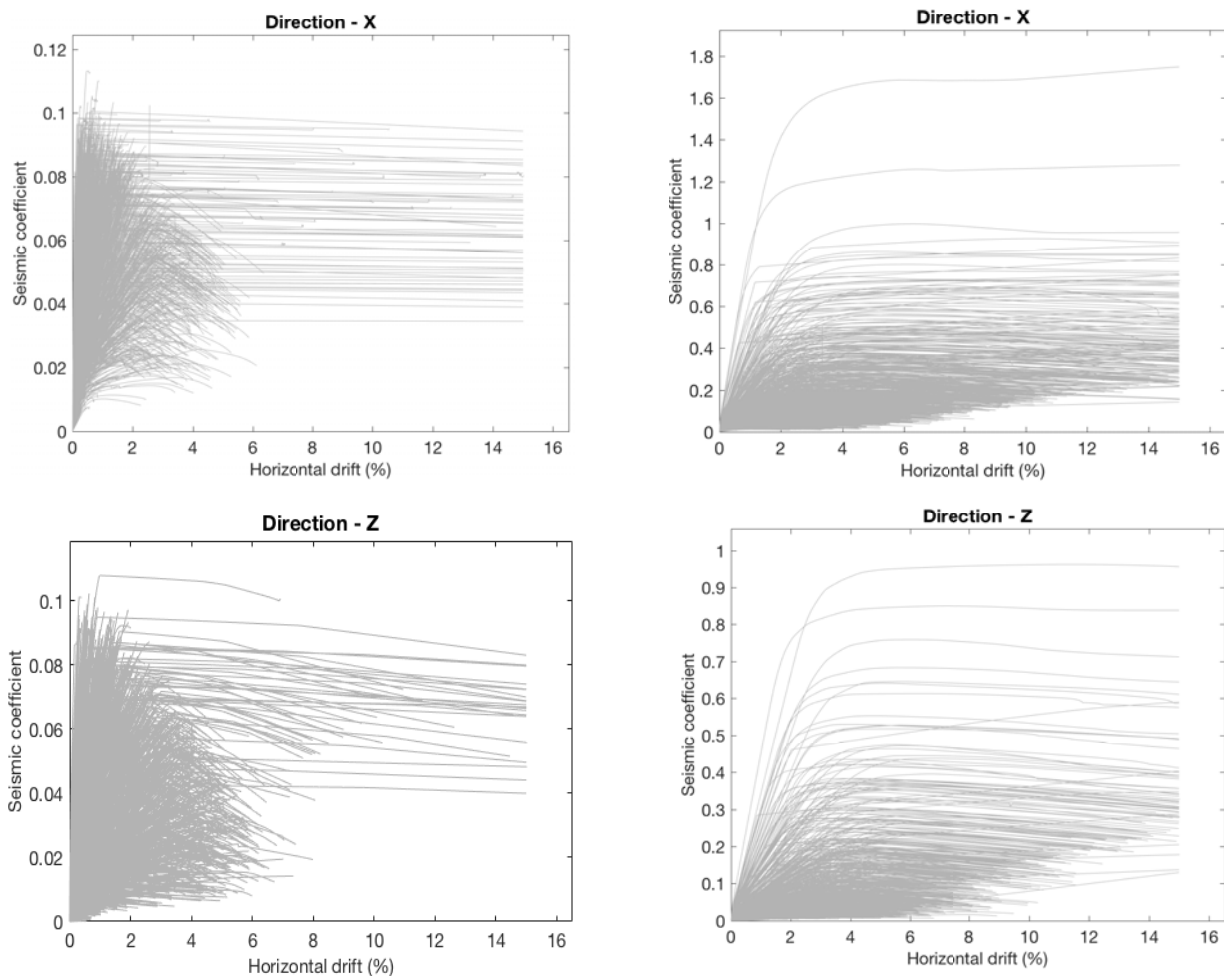 Direction - X
0.12
0.1
0.08
0.06
0.04
0.02
0
Seismic coefficient
0 2 4 6 8 10 12 14 16
Horizontal drift (%)
Direction - X
1.8
1.6
1.4
1.2
1
0.8
0.6
0.4
0.2
0
Seismic coefficient
0 2 4 6 8 10 12 14 16
Horizontal drift (%)
Direction - Z
0.1
0.08
0.06
0.04
0.02
0
Seismic coefficient
0 2 4 6 8 10 12 14 16
Horizontal drift (%)
Direction - Z
1
0.9
0.8
0.7
0.6
0.5
0.4
0.3
0.2
0.1
0
Seismic coefficient
0 2 4 6 8 10 12 14 16
Horizontal drift (%)